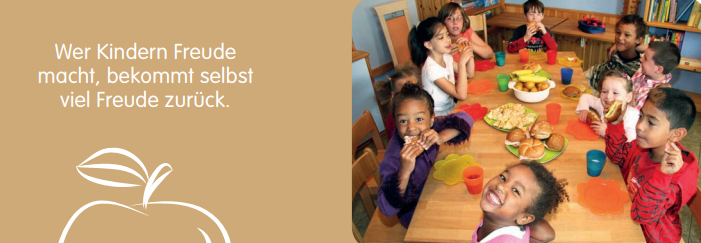 Wer Kindern Freude
macht, bekommt selbst
viel Freude zurück.